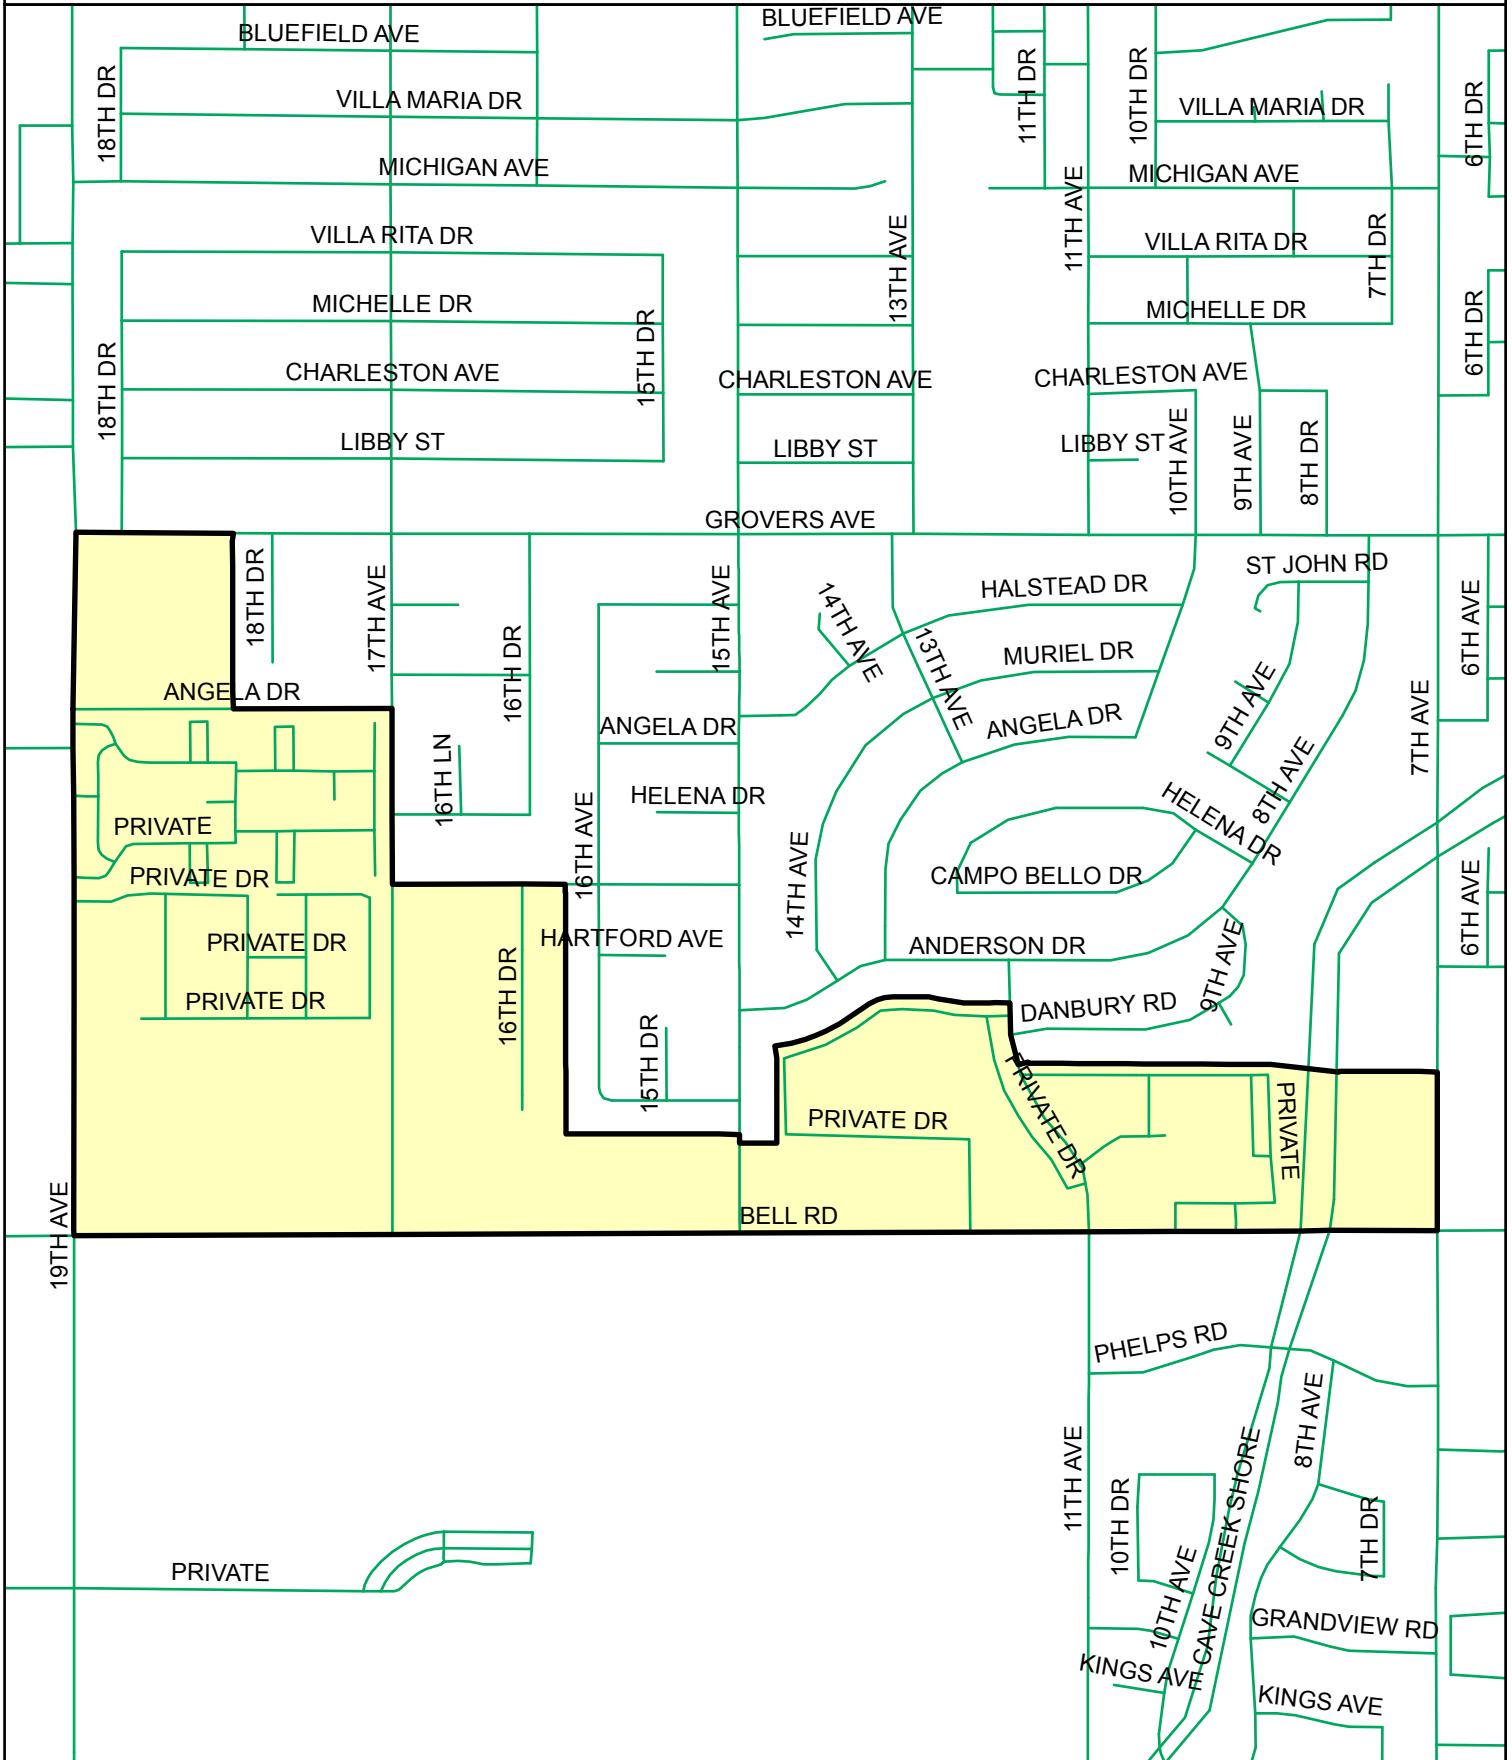 BLUEFIELD AVE
BLUEFIELD AVE
18TH DR
VILLA MARIA DR
11TH DR
10TH DR
VILLA MARIA DR
6TH DR
MICHIGAN AVE
11TH AVE
MICHIGAN AVE
VILLA RITA DR
13TH AVE
VILLA RITA DR
7TH DR
MICHELLE DR
15TH DR
MICHELLE DR
6TH DR
18TH DR
CHARLESTON AVE
CHARLESTON AVE
CHARLESTON AVE
LIBBY ST
LIBBY ST
LIBBY ST
10TH AVE
9TH AVE
8TH DR
GROVERS AVE
18TH DR
17TH AVE
16TH DR
15TH AVE
14TH AVE
HALSTEAD DR
ST JOHN RD
6TH AVE
13TH AVE
MURIEL DR
ANGELA DR
ANGELA DR
ANGELA DR
9TH AVE
7TH AVE
16TH LN
HELENA DR
8TH AVE
HELENA DR
PRIVATE
16TH AVE
PRIVATE DR
14TH AVE
CAMPO BELLO DR
6TH AVE
PRIVATE DR
16TH DR
HARTFORD AVE
ANDERSON DR
9TH AVE
PRIVATE DR
DANBURY RD
15TH DR
PRIVATE DR
PRIVATE DR
PRIVATE
BELL RD
19TH AVE
PHELPS RD
8TH AVE
11TH AVE
10TH DR
CAVE CREEK SHORE
7TH DR
PRIVATE
10TH AVE
GRANDVIEW RD
KINGS AVE
KINGS AVE